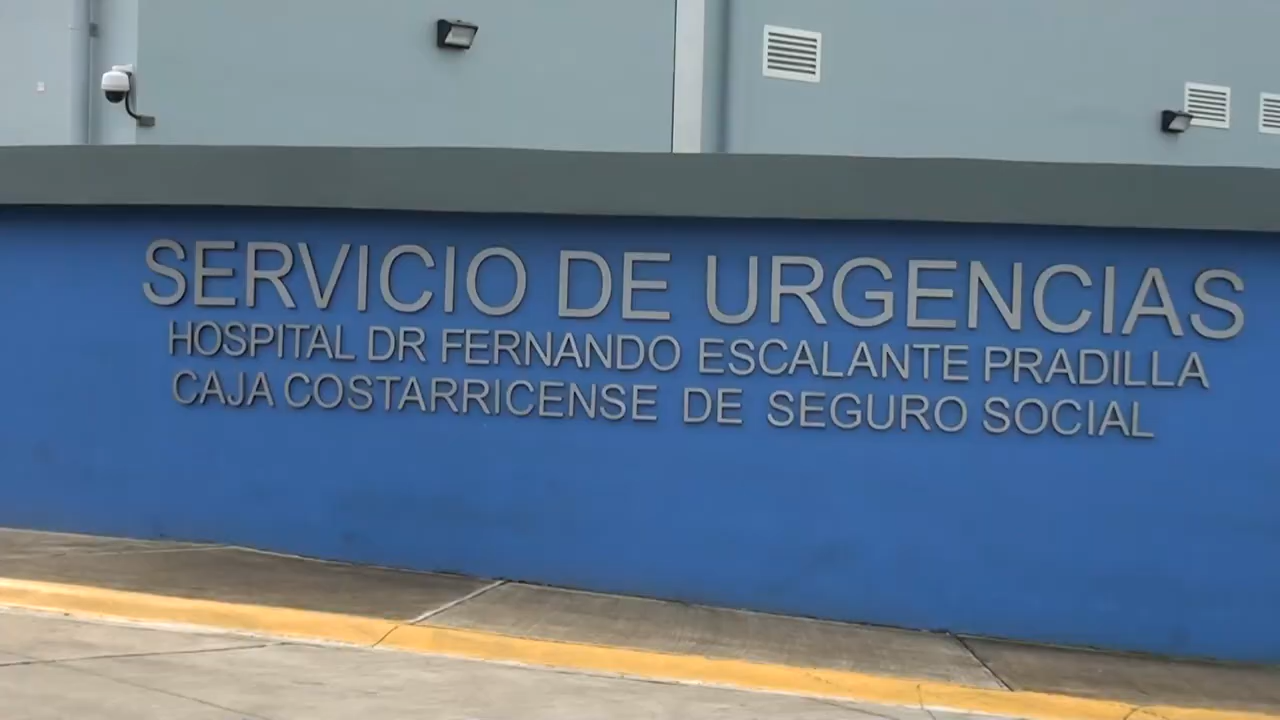 SERVICIO DE URGENCIAS
HOSPITAL DR FERNANDO ESCALANTE PRADILLA
CAJA COSTARRICENSE DE SEGURO SOCIAL